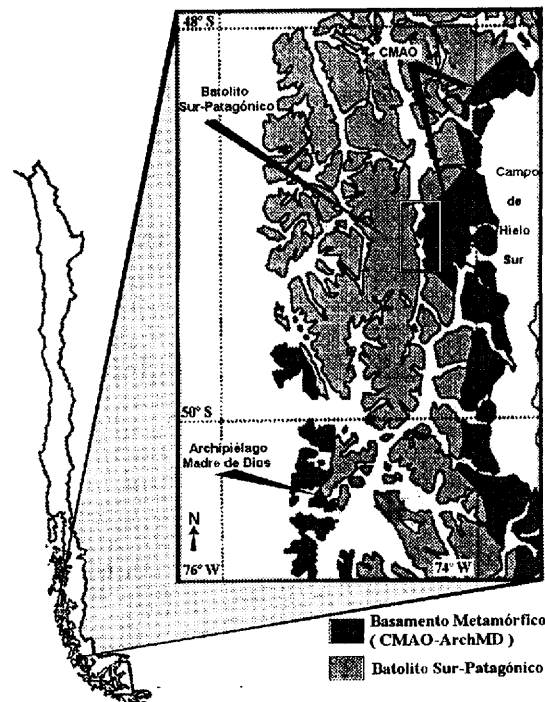 48° S
CMAO
Batolito
Sur-Patagónico
Campo
de
Hielo
Sur
50° S
Archipiélago
Madre de Dios
N
76° W
74° W
Basamento Metamórfico
( CMAO-ArchMD )
Batolito Sur-Patagónico